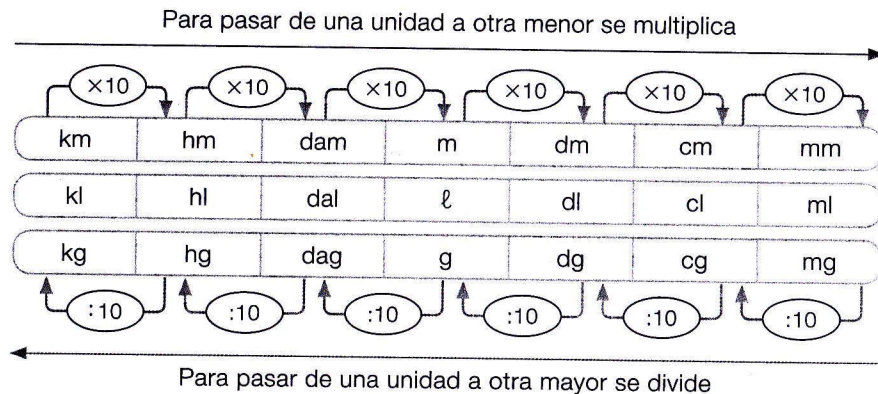 Para pasar de una unidad a otra menor se multiplica
×10 ×10 ×10 ×10 ×10 ×10
km hm dam m dm cm mm
kl hl dal ℓ dl cl ml
kg hg dag g dg cg mg
:10 :10 :10 :10 :10 :10
Para pasar de una unidad a otra mayor se divide